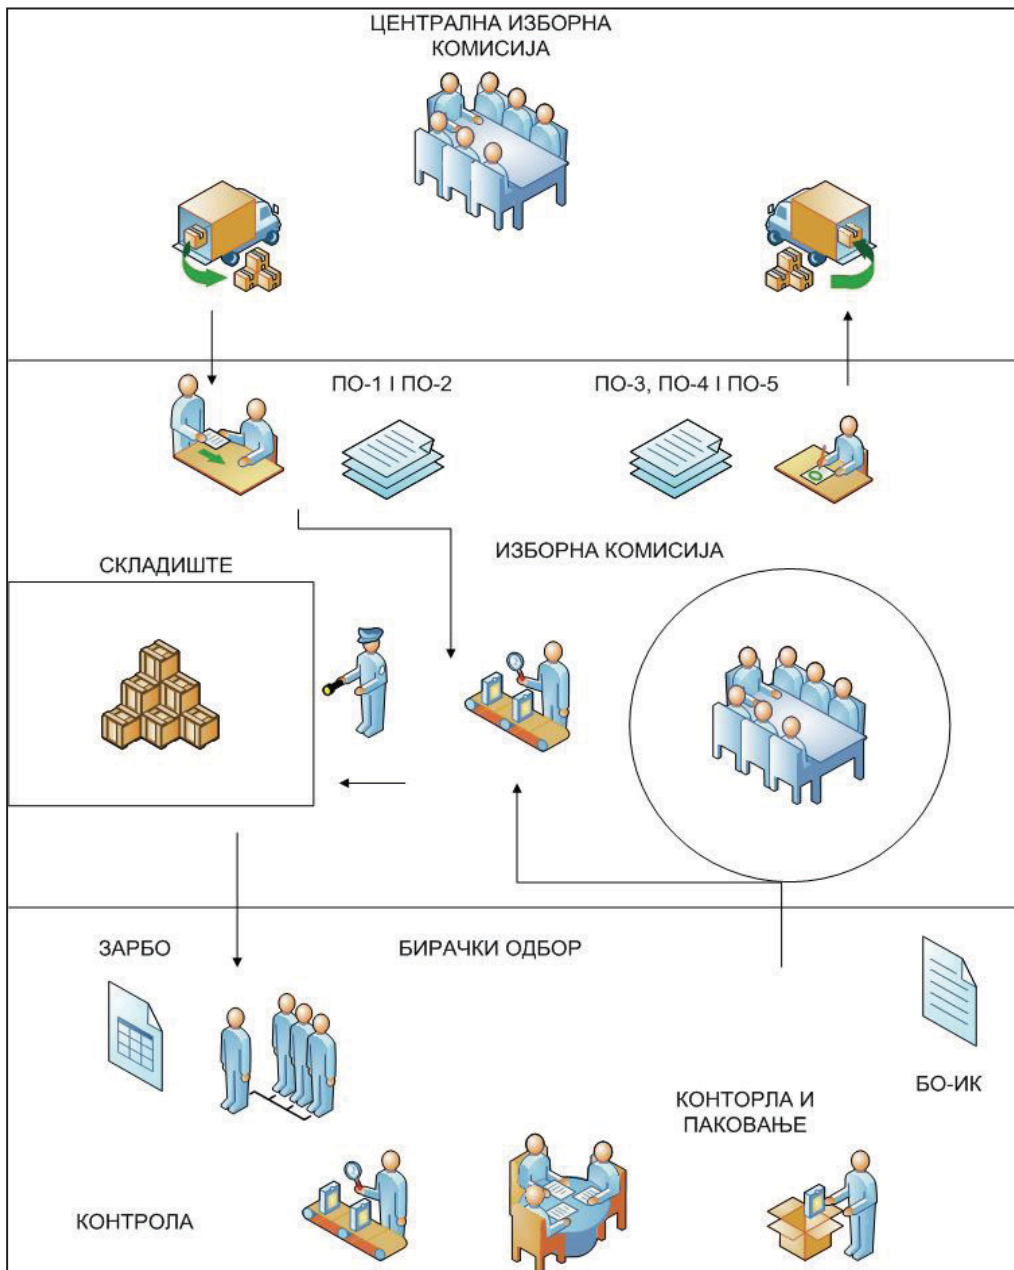 ЦЕНТРАЛНА ИЗБОРНА
КОМИСИЈА
ПО-1 I ПО-2
ПО-3, ПО-4 I ПО-5
ИЗБОРНА КОМИСИЈА
СКЛАДИШТЕ
ЗАРБО
БИРАЧКИ ОДБОР
БО-ИК
КОНТОРЛА И
ПАКОВАЊЕ
КОНТРОЛА